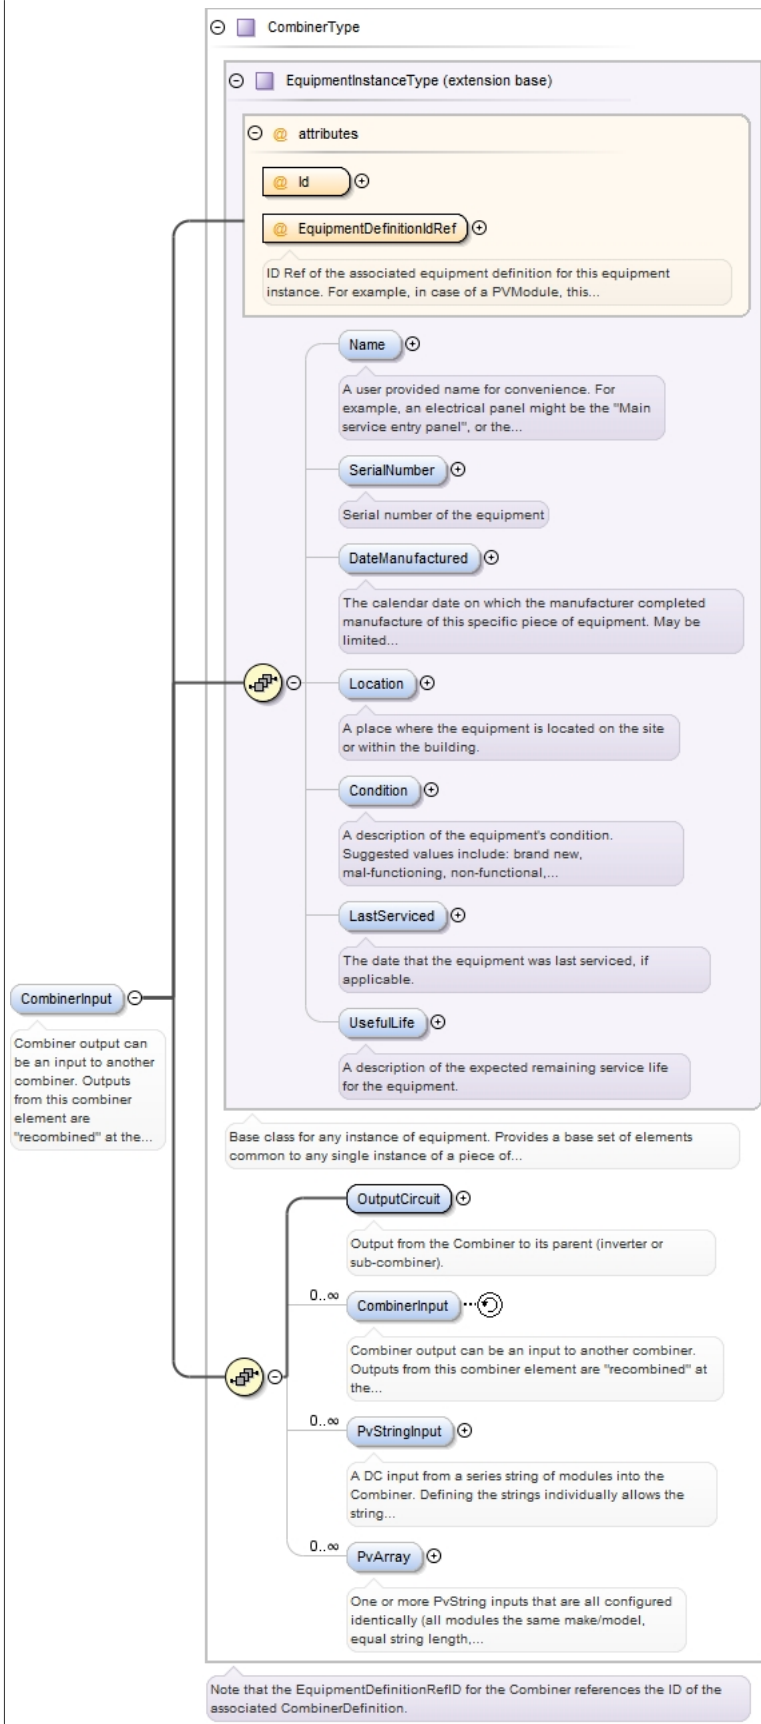 CombinerType
EquipmentInstanceType (extension base)
@ attributes
@ Id
@ EquipmentDefinitionIdRef
ID Ref of the associated equipment definition for this equipment
instance. For example, in case of a PVModule, this...
Name
A user provided name for convenience. For
example, an electrical panel might be the "Main
service entry panel", or the...
SerialNumber
Serial number of the equipment
DateManufactured
The calendar date on which the manufacturer completed
manufacture of this specific piece of equipment. May be
limited...
Location
A place where the equipment is located on the site
or within the building.
Condition
A description of the equipment's condition.
Suggested values include: brand new,
mal-functioning, non-functional,...
LastServiced
The date that the equipment was last serviced, if
applicable.
UsefulLife
A description of the expected remaining service life
for the equipment.
CombinerInput
Combiner output can
be an input to another
combiner. Outputs
from this combiner
element are
"recombined" at the...
Base class for any instance of equipment. Provides a base set of elements
common to any single instance of a piece of...
OutputCircuit
Output from the Combiner to its parent (inverter or
sub-combiner).
0..∞
CombinerInput
Combiner output can be an input to another combiner.
Outputs from this combiner element are "recombined" at
the...
0..∞
PvStringInput
A DC input from a series string of modules into the
Combiner. Defining the strings individually allows the
string...
0..∞
PvArray
One or more PvString inputs that are all configured
identically (all modules the same make/model,
equal string length,...
Note that the EquipmentDefinitionRefID for the Combiner references the ID of the
associated CombinerDefinition.